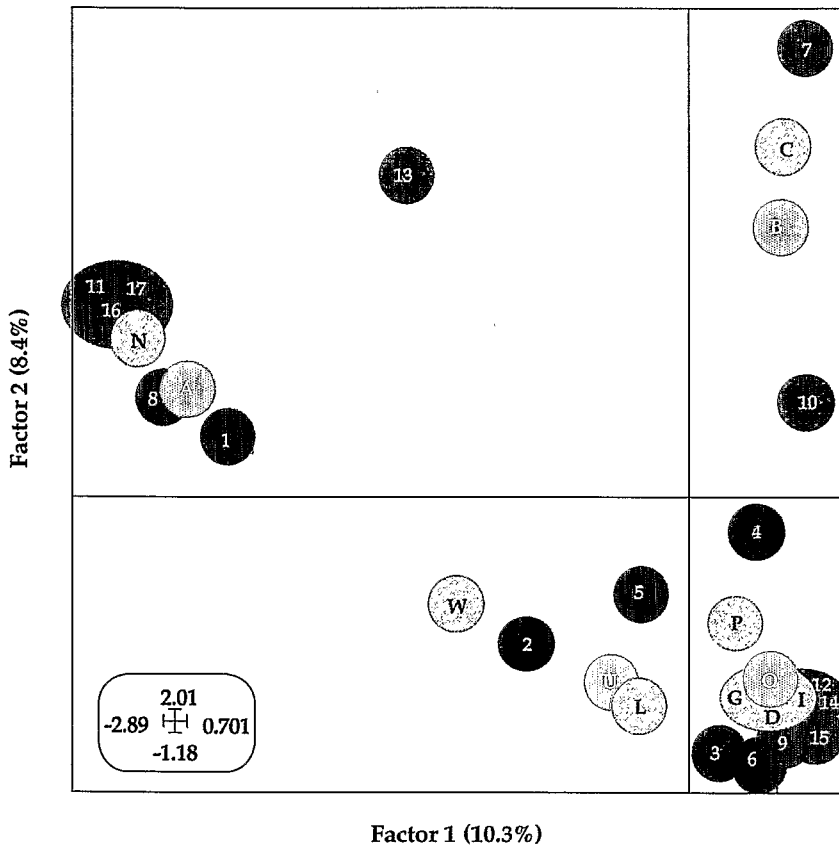 7
C
13
B
11 17
16
N
8 A
10
1
4
5
W
P
2
U
O
12
L
G I 14
D
3 6 9 15
2.01
-2.89 0.701
-1.18
Factor 2 (8.4%)
Factor 1 (10.3%)